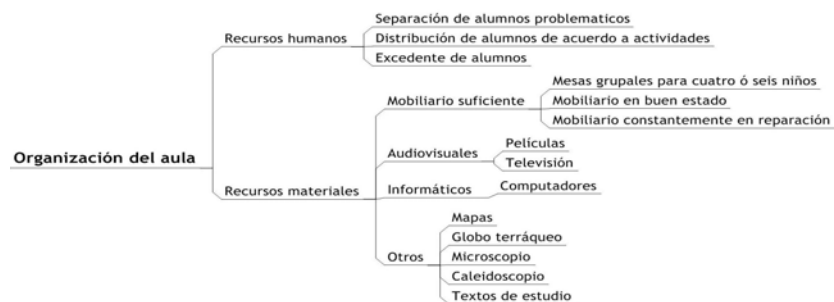 Organización del aula
Recursos humanos
Separación de alumnos problematicos
Distribución de alumnos de acuerdo a actividades
Excedente de alumnos
Recursos materiales
Mobiliario suficiente
Mesas grupales para cuatro ó seis niños
Mobiliario en buen estado
Mobiliario constantemente en reparación
Audiovisuales
Películas
Televisión
Informáticos
Computadores
Otros
Mapas
Globo terráqueo
Microscopio
Caleidoscopio
Textos de estudio